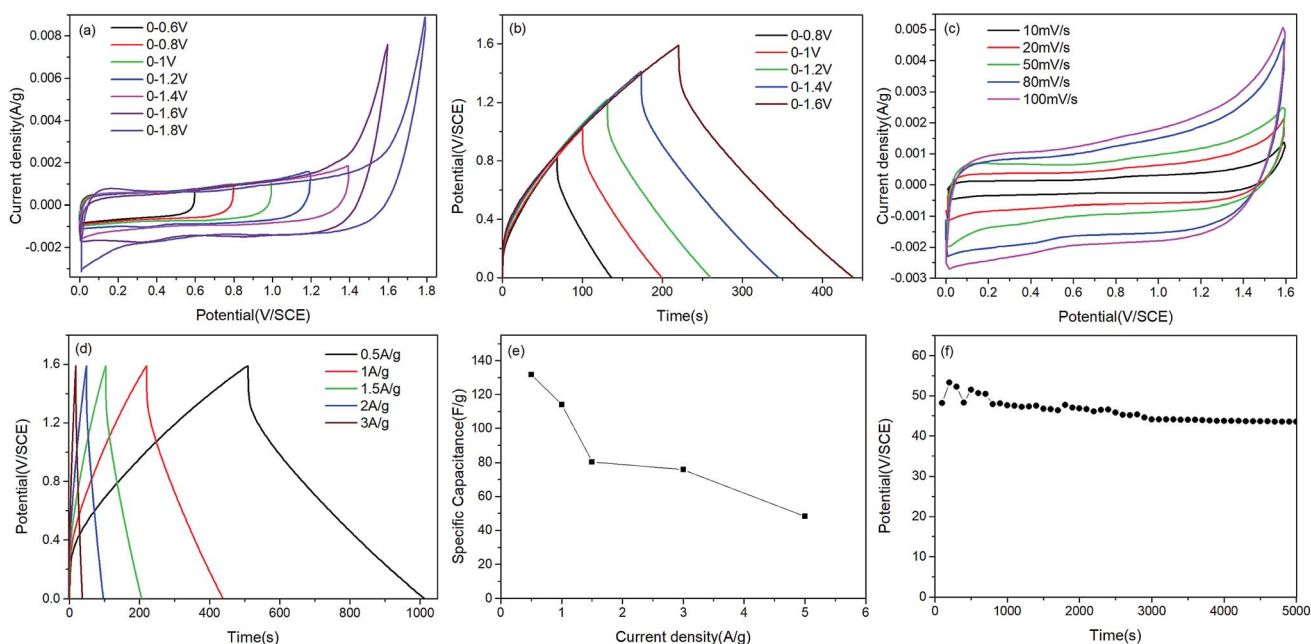 (a)
0-0.6V
0-0.8V
0-1V
0-1.2V
0-1.4V
0-1.6V
0-1.8V
0.008
0.006
0.004
0.002
0.000
-0.002
Current density(A/g)
0.0 0.2 0.4 0.6 0.8 1.0 1.2 1.4 1.6 1.8
Potential(V/SCE)
(b)
0-0.8V
0-1V
0-1.2V
0-1.4V
0-1.6V
1.6
1.2
0.8
0.4
0.0
Potential(V/SCE)
0 100 200 300 400
Time(s)
(c)
10mV/s
20mV/s
50mV/s
80mV/s
100mV/s
0.005
0.004
0.003
0.002
0.001
0.000
-0.001
-0.002
-0.003
Current density(A/g)
0.0 0.2 0.4 0.6 0.8 1.0 1.2 1.4 1.6
Potential(V/SCE)
(d)
0.5A/g
1A/g
1.5A/g
2A/g
3A/g
1.6
1.2
0.8
0.4
0.0
Potential(V/SCE)
0 200 400 600 800 1000
Time(s)
(e)
140
120
100
80
60
40
20
0
Specific Capacitance(F/g)
0 1 2 3 4 5 6
Current density(A/g)
(f)
60
50
40
30
20
10
0
Potential(V/SCE)
0 1000 2000 3000 4000 5000
Time(s)